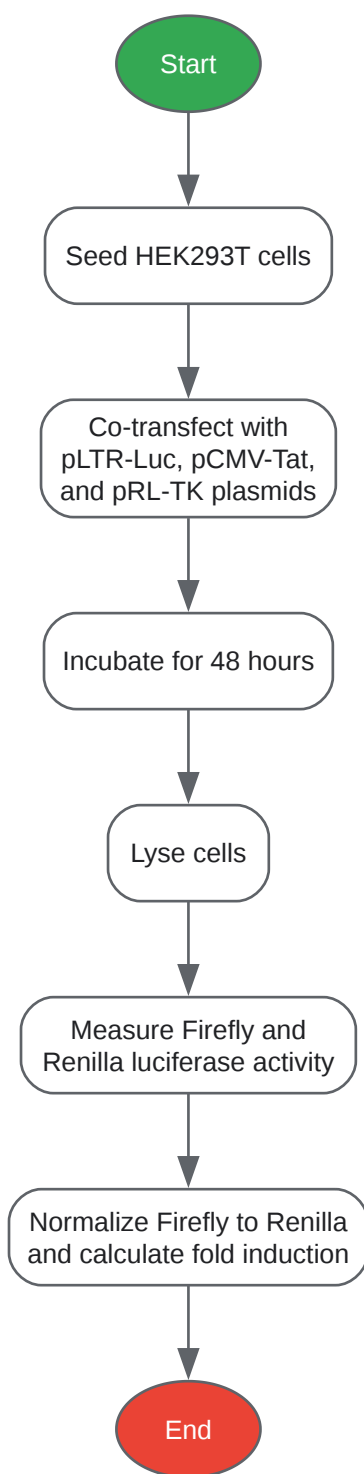 Start
Seed HEK293T cells
Co-transfect with
pLTR-Luc, pCMV-Tat,
and pRL-TK plasmids
Incubate for 48 hours
Lyse cells
Measure Firefly and
Renilla luciferase activity
Normalize Firefly to Renilla
and calculate fold induction
End